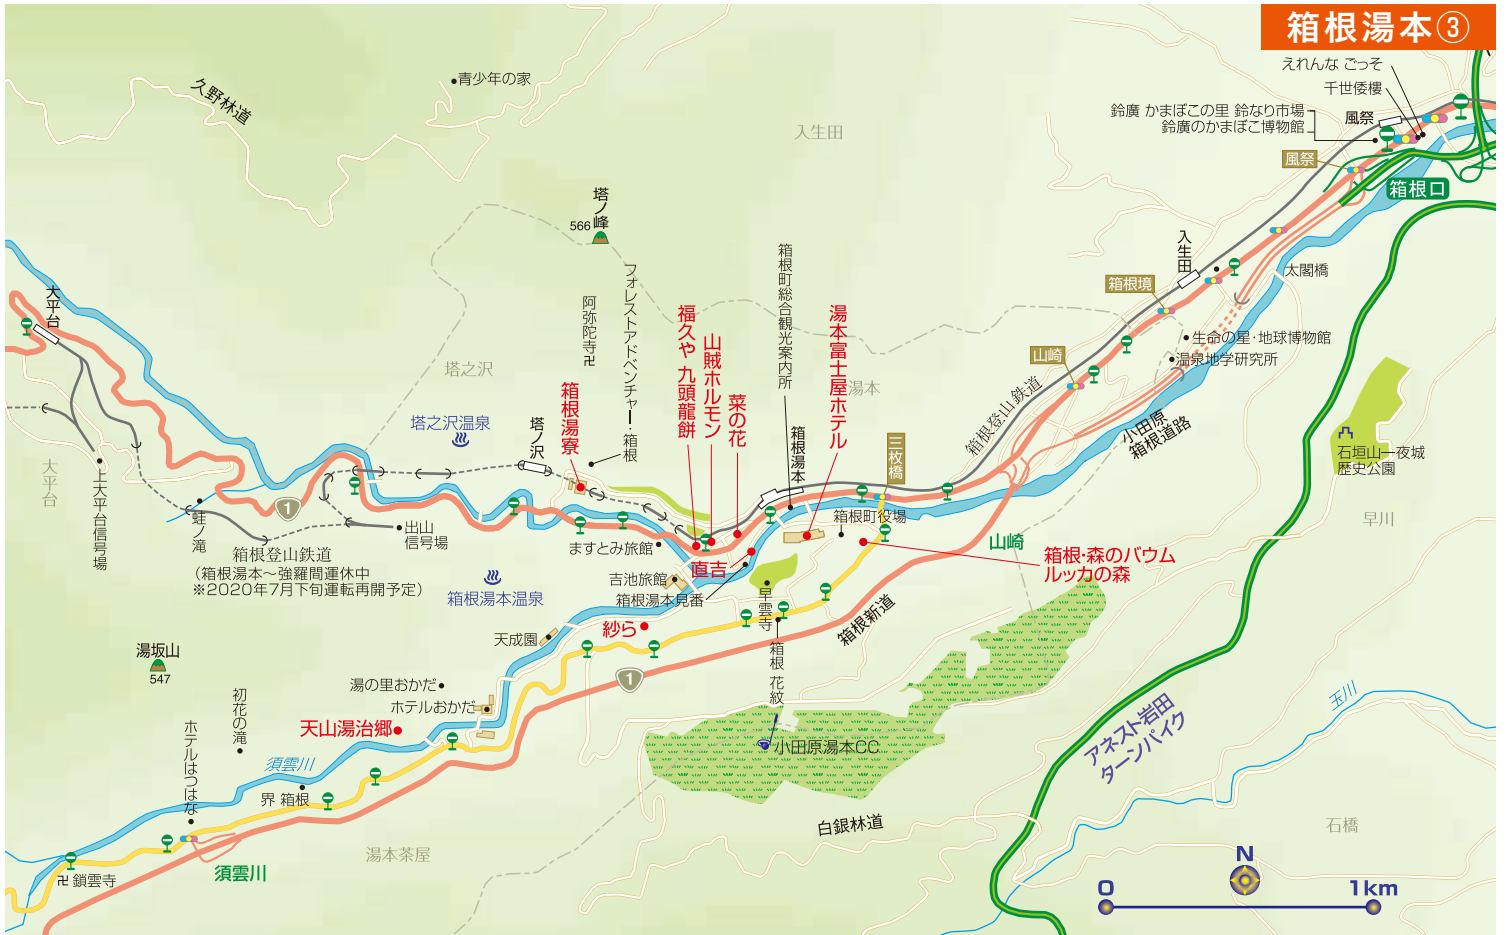 箱根湯本③
えれんな ごっそ
千世倭樓
鈴廣 かまぼこの里 鈴なり市場
鈴廣のかまぼこ博物館
風祭
風祭
箱根口
久野林道
青少年の家
入生田
塔ノ峰
566
フォレストアドベンチャー・箱根
阿弥陀寺卍
箱根町総合観光案内所
入生田
太閤橋
箱根境
大平台
生命の星・地球博物館
温泉地学研究所
山崎
福久や 九頭龍餅
山賊ホルモン
菜の花
湯本富士屋ホテル
湯本
塔之沢
塔之沢温泉
箱根湯寮
塔ノ沢
箱根湯本
三枚橋
箱根登山鉄道
小田原
箱根道路
石垣山一夜城
歴史公園
大平台
上大平台信号場
蛙ノ滝
1
出山
信号場
箱根登山鉄道
(箱根湯本〜強羅間運休中
※2020年7月下旬運転再開予定)
ますとみ旅館
箱根町役場
山崎
早川
箱根・森のバウム
ルッカの森
直吉
吉池旅館
箱根湯本見番
早雲寺
箱根湯本温泉
箱根新道
紗ら
天成園
箱根 花紋
湯坂山
547
1
湯の里おかだ
ホテルおかだ
初花の滝
天山湯治郷
ホテルはつはな
須雲川
界 箱根
小田原湯本CC
アネスト岩田
ターンパイク
玉川
白銀林道
石橋
湯本茶屋
須雲川
卍 鎖雲寺
N
0
1km